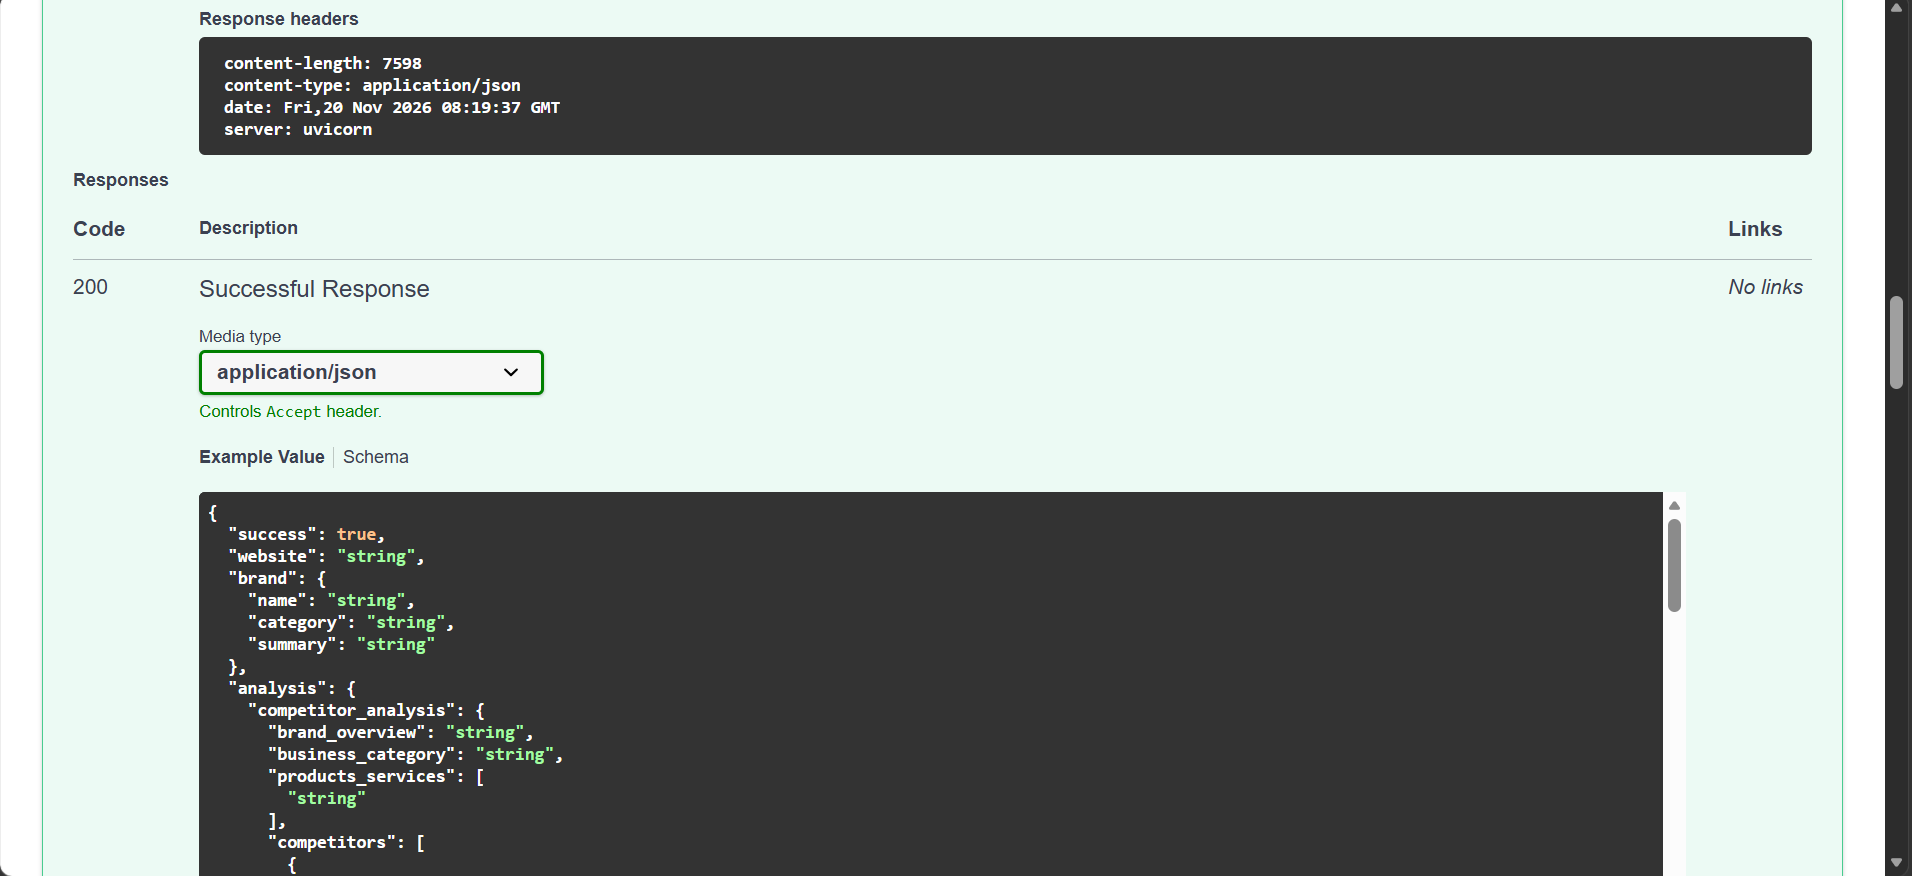 Response headers
content-length: 7598
content-type: application/json
date: Fri,20 Nov 2026 08:19:37 GMT
server: uvicorn
Responses
Code Description Links
200 Successful Response No links
Media type
application/json
Controls Accept header.
Example Value Schema
{
  "success": true,
  "website": "string",
  "brand": {
    "name": "string",
    "category": "string",
    "summary": "string"
  },
  "analysis": {
    "competitor_analysis": {
      "brand_overview": "string",
      "business_category": "string",
      "products_services": [
        "string"
      ],
      "competitors": [
        {